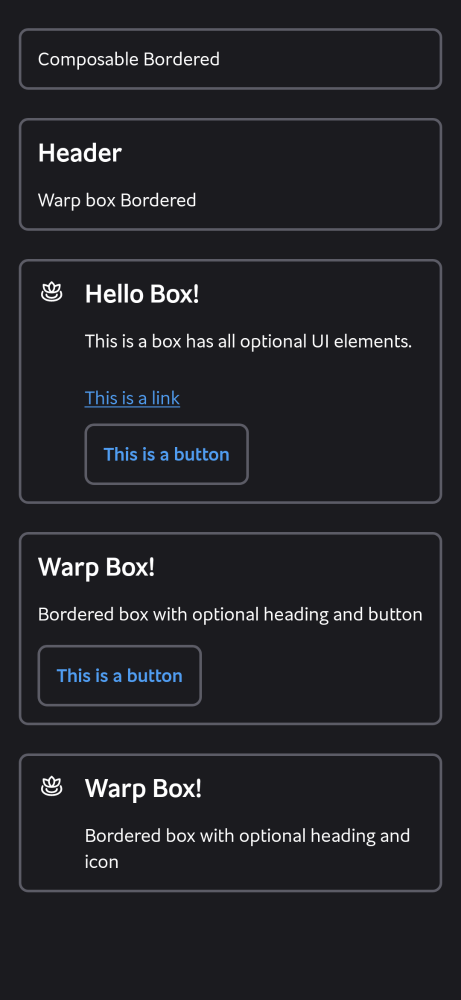 Composable Bordered
Header
Warp box Bordered
Hello Box!
This is a box has all optional UI elements.
This is a link
This is a button
Warp Box!
Bordered box with optional heading and button
This is a button
Warp Box!
Bordered box with optional heading and
icon